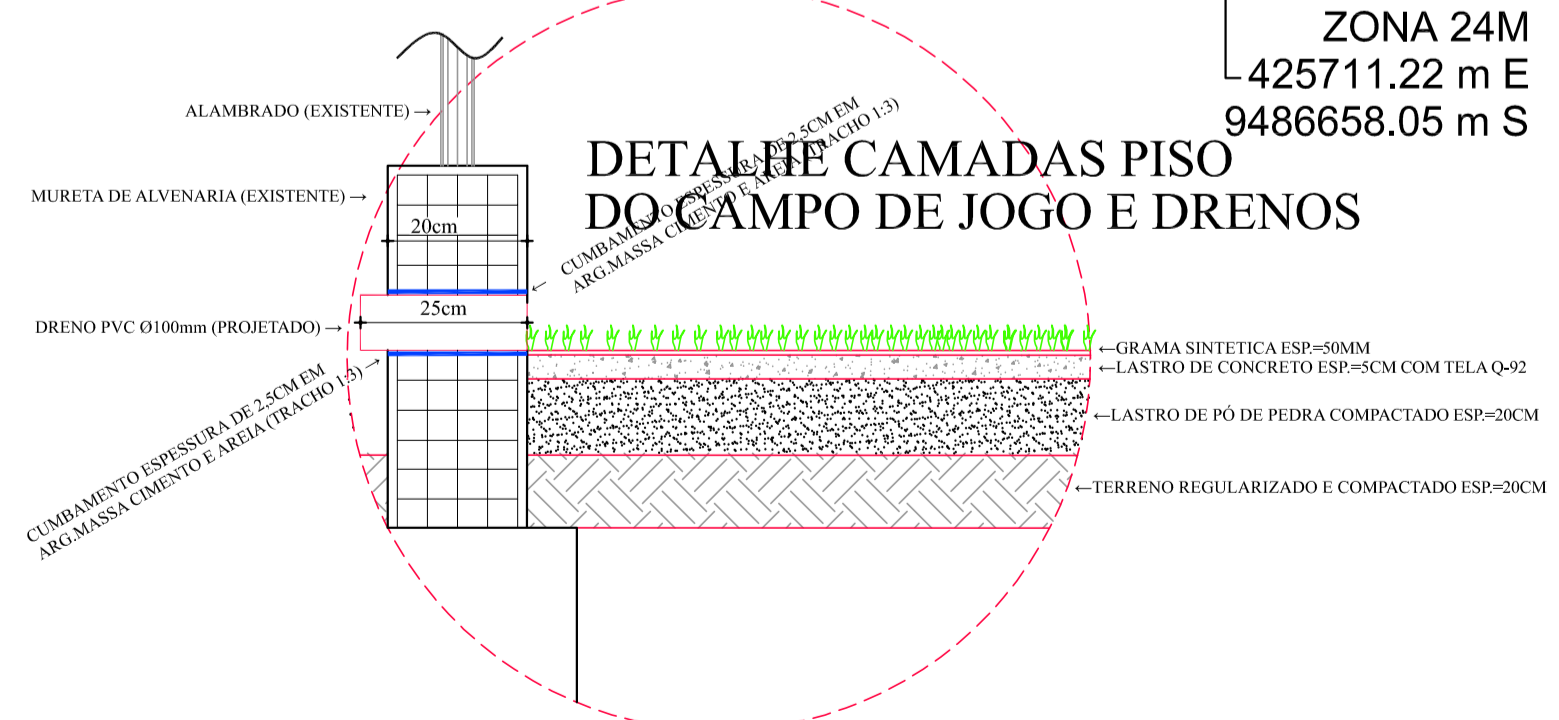 ZONA 24M
425711.22 m E
9486658.05 m S
DETALHE CAMADAS PISO
DO CAMPO DE JOGO E DRENOS
ALAMBRADO (EXISTENTE)
MURETA DE ALVENARIA (EXISTENTE)
20cm
CUMBAMENTO ESPESSURA DE 2,5CM EM
ARG.MASSA CIMENTO E AREIA (TRACHO 1:3)
25cm
DRENO PVC Ø100mm (PROJETADO)
CUMBAMENTO ESPESSURA DE 2,5CM EM
ARG.MASSA CIMENTO E AREIA (TRACHO 1:3)
GRAMA SINTETICA ESP.=50MM
LASTRO DE CONCRETO ESP.=5CM COM TELA Q-92
LASTRO DE PÓ DE PEDRA COMPACTADO ESP.=20CM
TERRENO REGULARIZADO E COMPACTADO ESP.=20CM